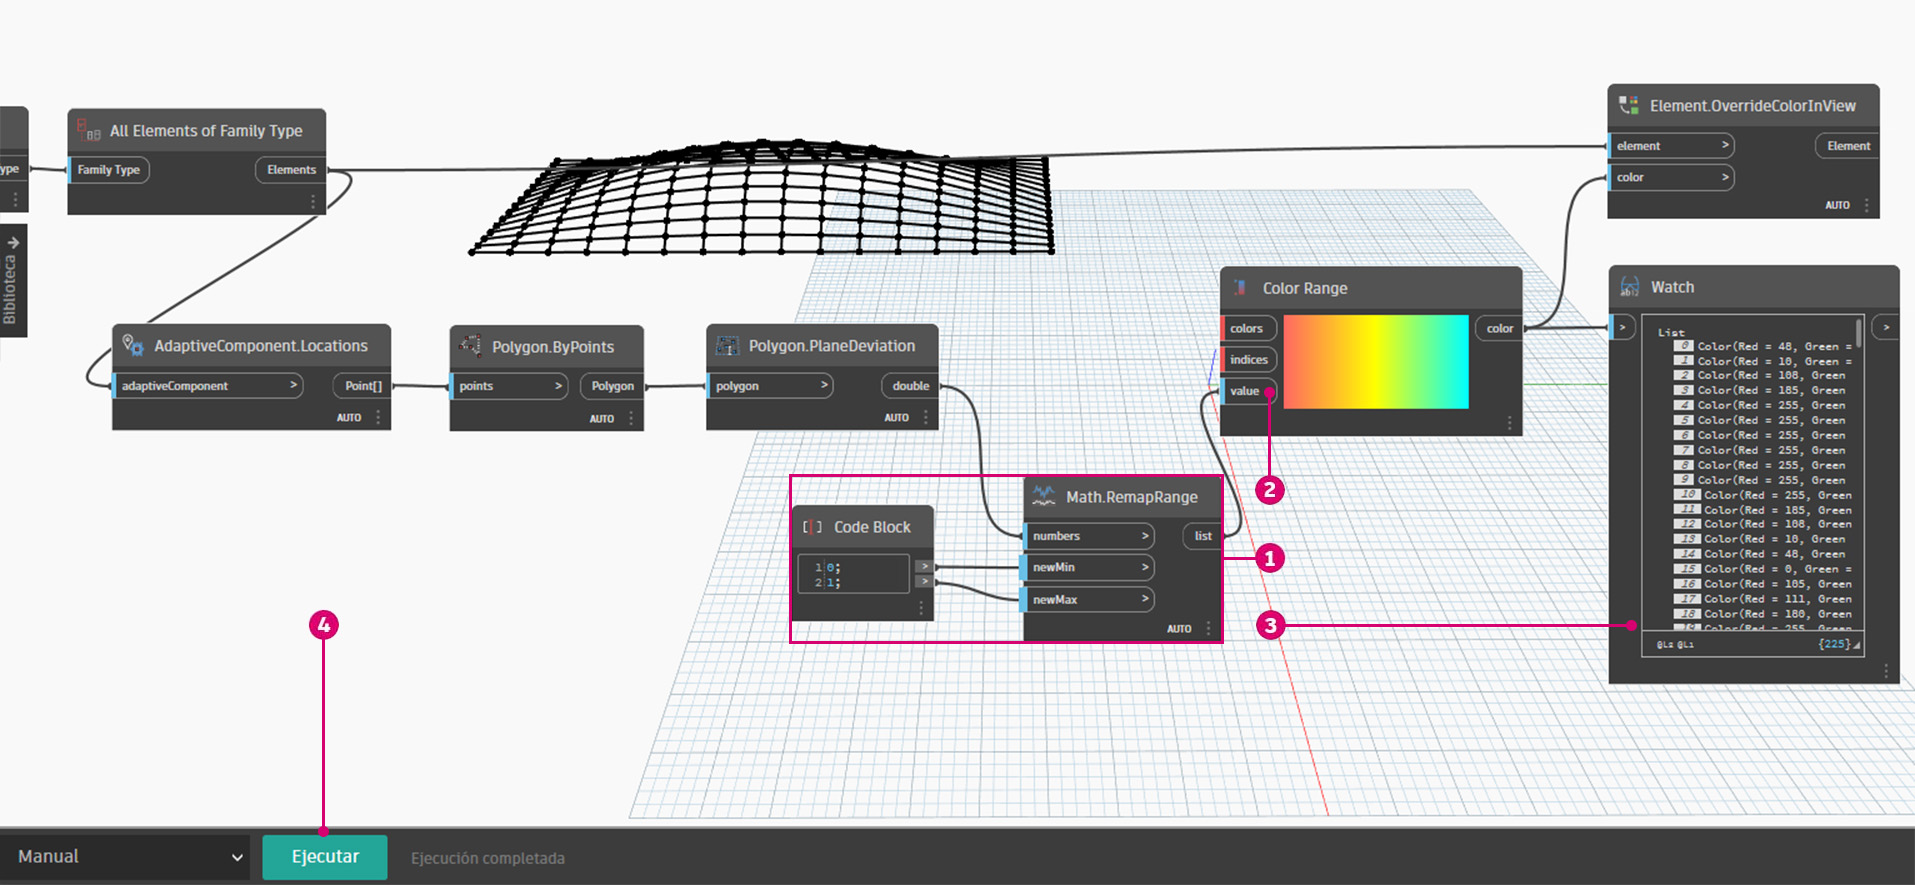 ype
Biblioteca
All Elements of Family Type
Family Type
Elements
AdaptiveComponent.Locations
adaptiveComponent >
Point[]
AUTO
Polygon.ByPoints
points >
Polygon
AUTO
Polygon.PlaneDeviation
polygon >
double
AUTO
Code Block
1 0;
2 1;
>
>
Math.RemapRange
numbers >
list
newMin >
newMax >
AUTO
Color Range
colors
indices
value
color
Element.OverrideColorInView
element >
Element
color >
AUTO
Watch
>
>
List
0 Color(Red = 48, Green =
1 Color(Red = 10, Green =
2 Color(Red = 108, Green
3 Color(Red = 185, Green
4 Color(Red = 255, Green
5 Color(Red = 255, Green
6 Color(Red = 255, Green
7 Color(Red = 255, Green
8 Color(Red = 255, Green
9 Color(Red = 255, Green
10 Color(Red = 255, Green
11 Color(Red = 185, Green
12 Color(Red = 108, Green
13 Color(Red = 10, Green
14 Color(Red = 48, Green
15 Color(Red = 0, Green =
16 Color(Red = 105, Green
17 Color(Red = 111, Green
18 Color(Red = 180, Green
19 Color(Red = 255, Green
@L2 @L1
{225}
1
2
3
4
Manual
Ejecutar
Ejecución completada